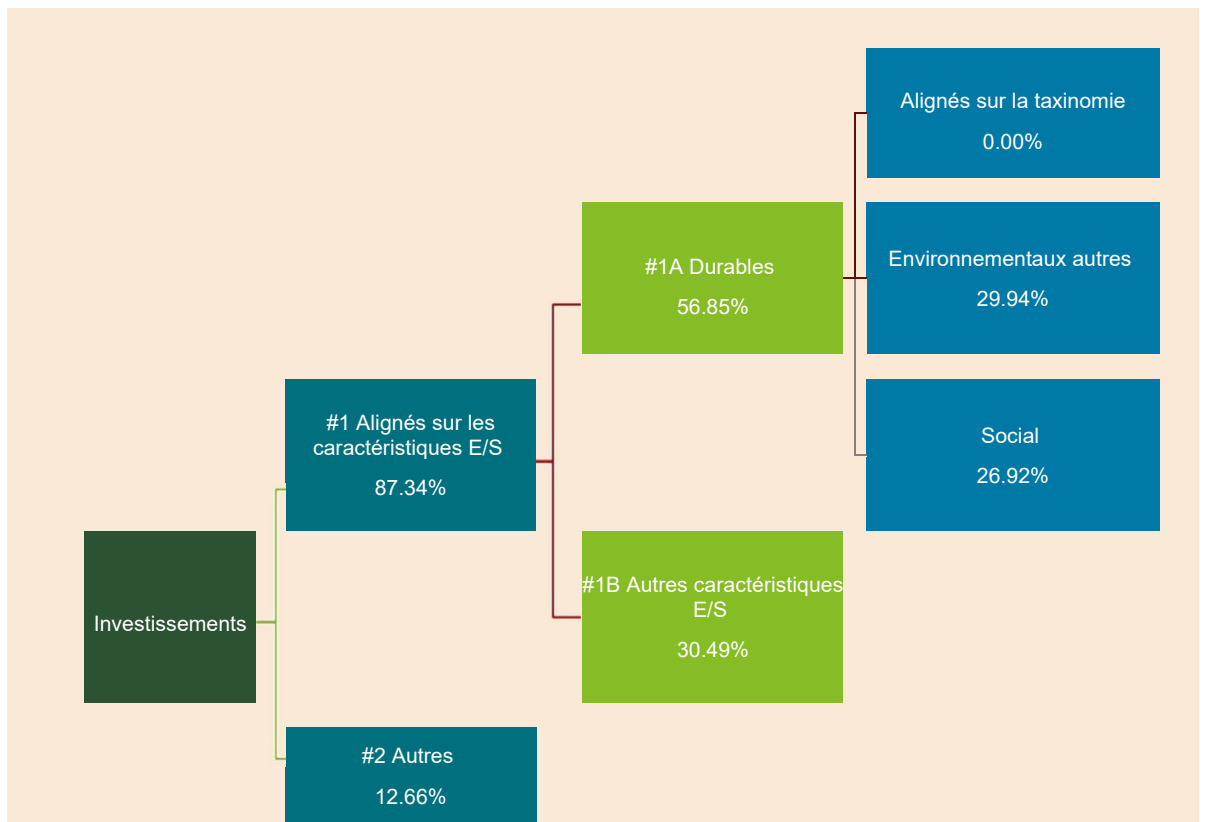 Alignés sur la taxinomie
0.00%
#1A Durables
56.85%
Environnementaux autres
29.94%
#1 Alignés sur les
caractéristiques E/S
87.34%
Social
26.92%
Investissements
#1B Autres caractéristiques
E/S
30.49%
#2 Autres
12.66%